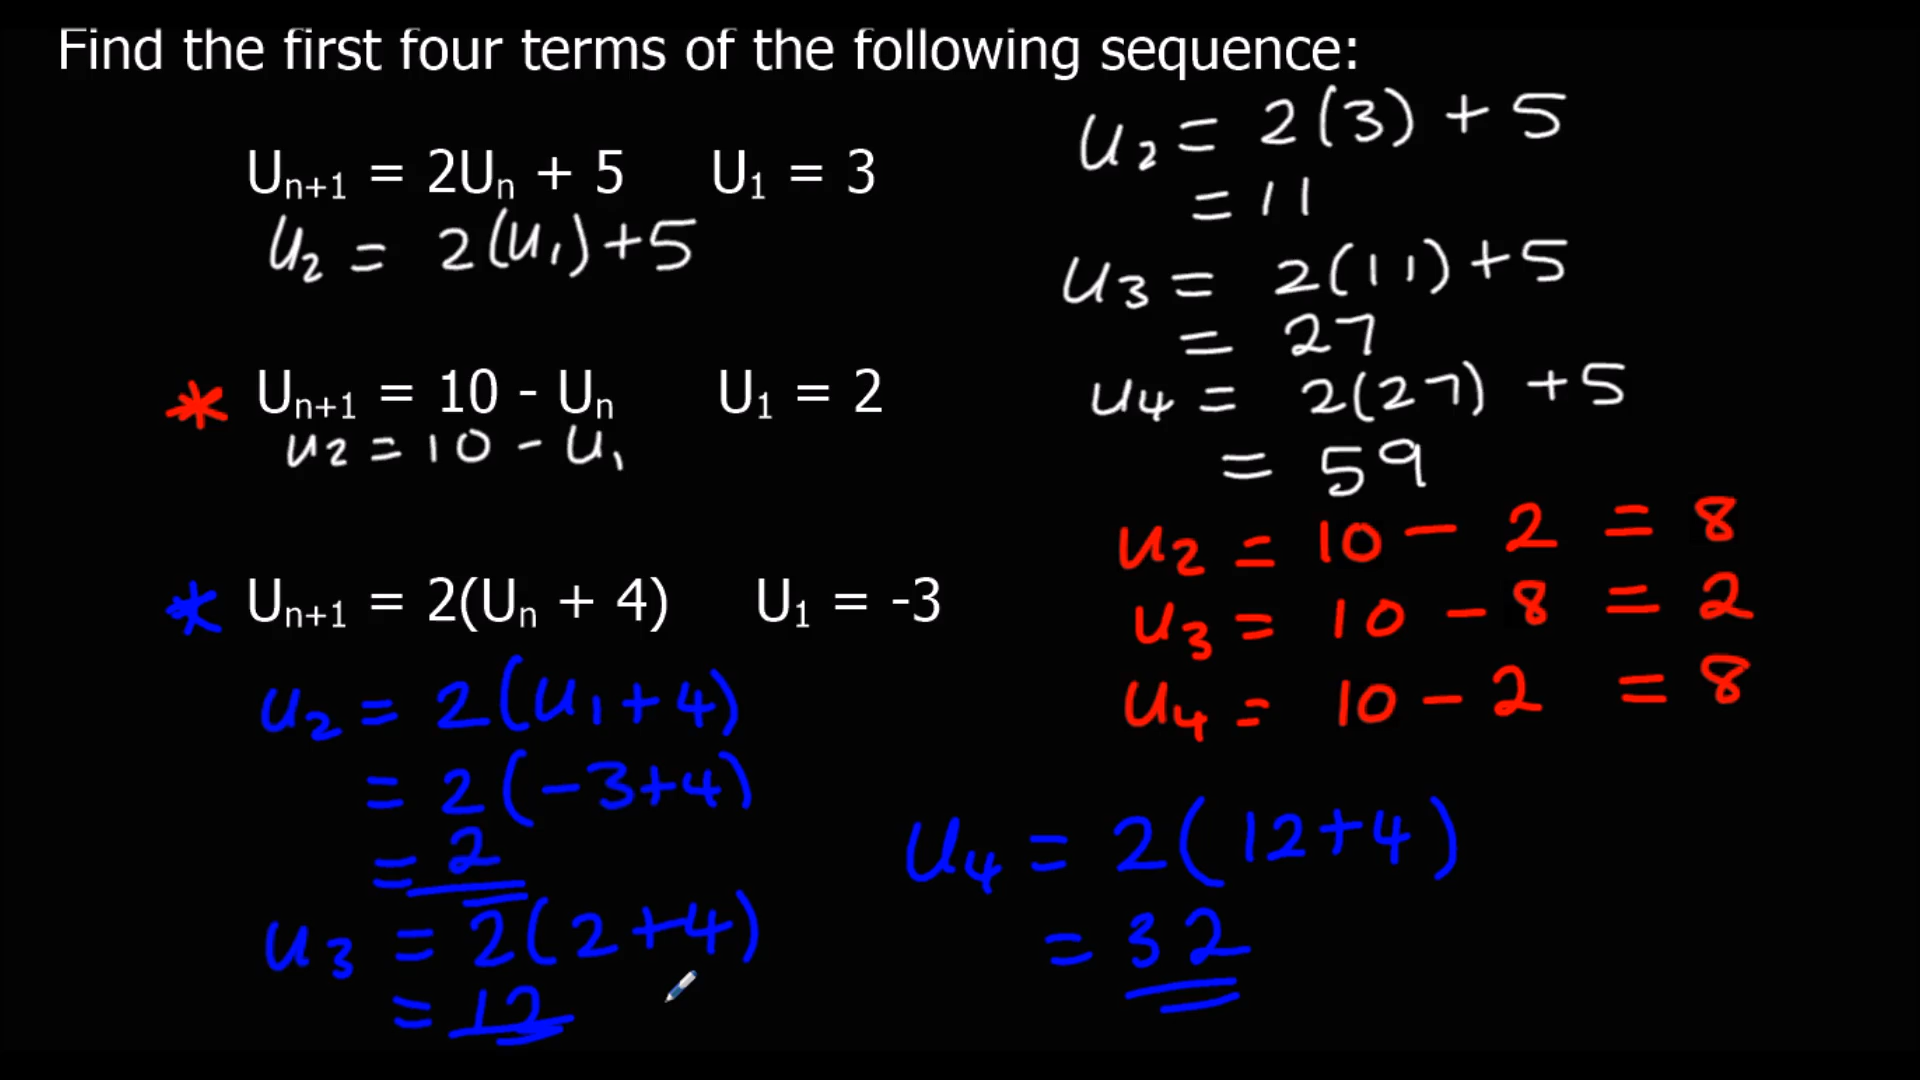 Find the first four terms of the following sequence:
Uₙ₊₁ = 2Uₙ + 5 U₁ = 3
U₂ = 2(U₁)+5
U₂ = 2(3) + 5
= 11
U₃ = 2(11) + 5
= 27
U₄ = 2(27) + 5
= 59
* Uₙ₊₁ = 10 - Uₙ U₁ = 2
U₂ = 10 - U₁
U₂ = 10 - 2 = 8
U₃ = 10 - 8 = 2
U₄ = 10 - 2 = 8
* Uₙ₊₁ = 2(Uₙ + 4) U₁ = -3
U₂ = 2(U₁+4)
= 2(-3+4)
= 2
U₃ = 2(2+4)
= 12
U₄ = 2(12+4)
= 32